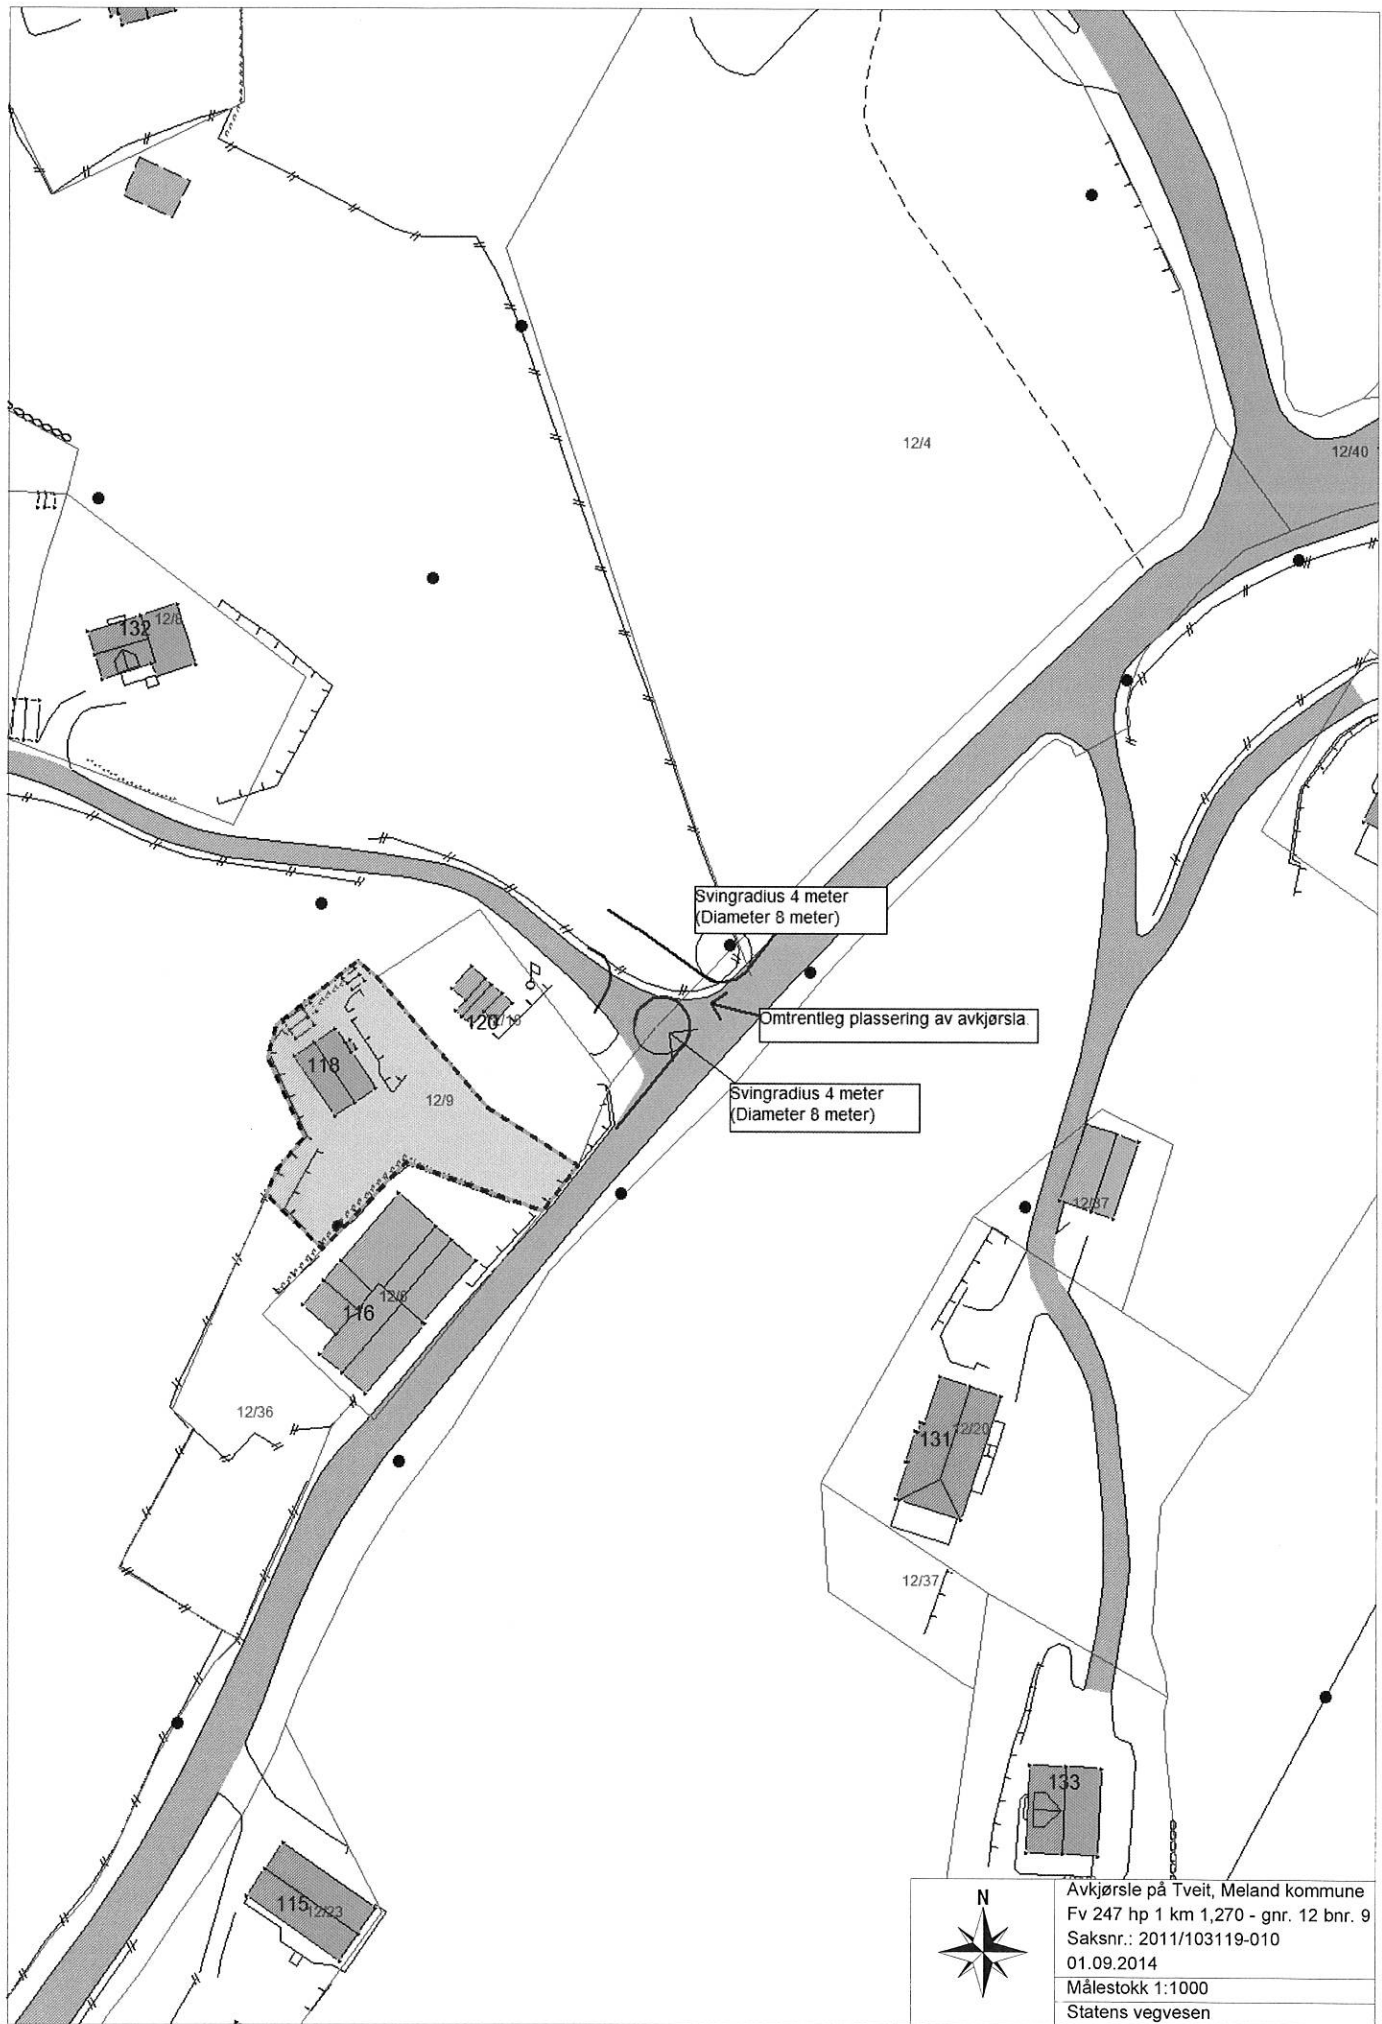 12/4
12/40
132
12/8
Svingradius 4 meter
(Diameter 8 meter)
Omtrentleg plassering av avkjørsla
120
118
12/9
Svingradius 4 meter
(Diameter 8 meter)
12/37
116
12/6
12/36
131
12/20
12/37
133
115
12/23
N
Avkjørsle på Tveit, Meland kommune
Fv 247 hp 1 km 1,270 - gnr. 12 bnr. 9
Saksnr.: 2011/103119-010
01.09.2014
Målestokk 1:1000
Statens vegvesen